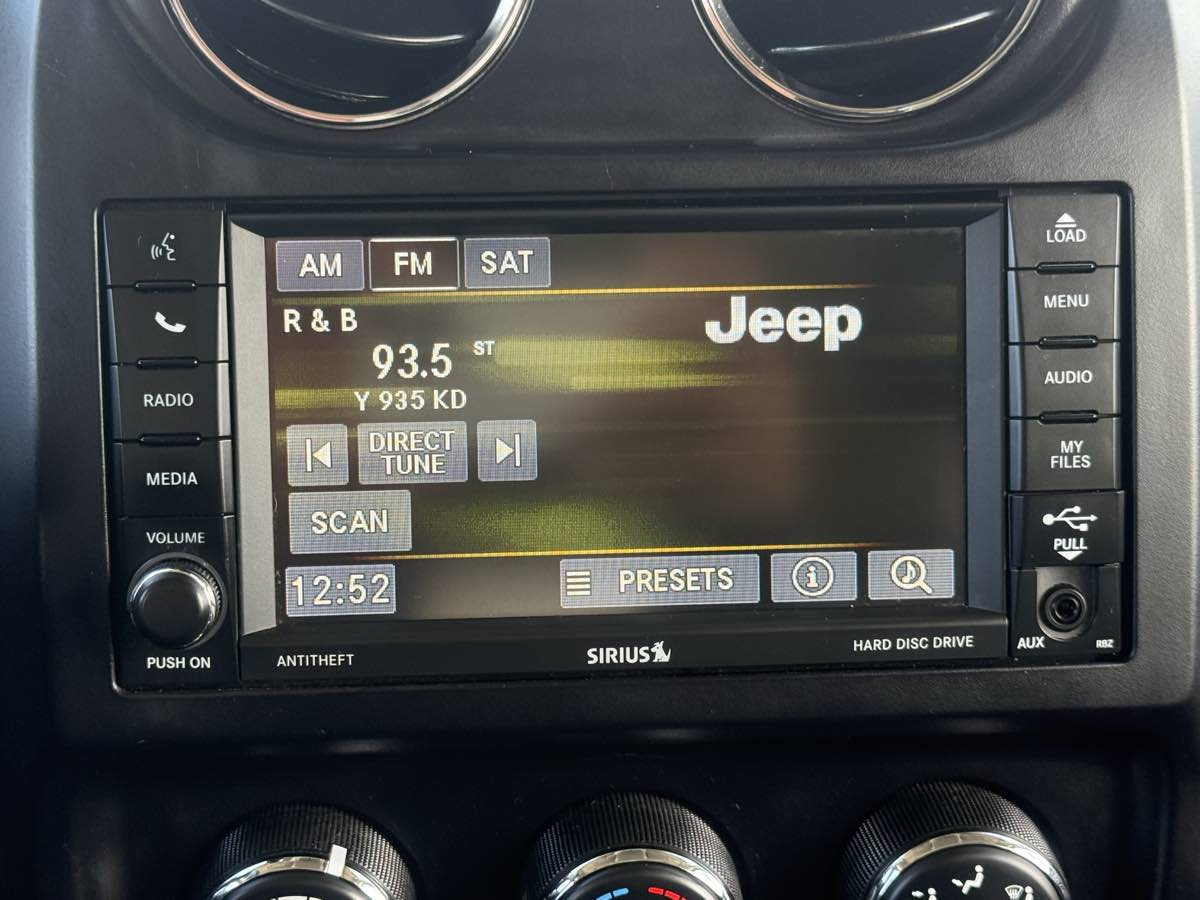 AM FM SAT
R & B
Jeep
93.5 ST
Y 935 KD
DIRECT
TUNE
SCAN
12:52 PRESETS
RADIO
MEDIA
VOLUME
PUSH ON
ANTITHEFT
SIRIUS
HARD DISC DRIVE
LOAD
MENU
AUDIO
MY
FILES
PULL
AUX
RBZ